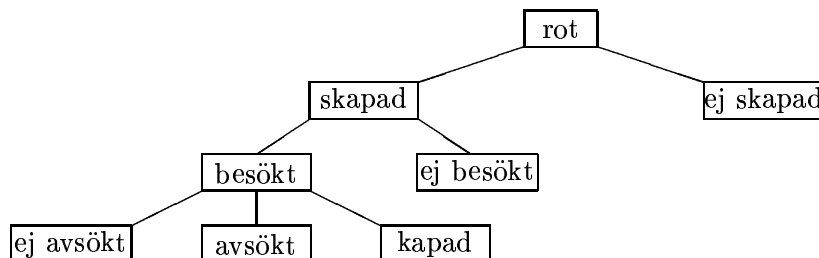 rot
skapad
ej skapad
besökt
ej besökt
ej avsökt
avsökt
kapad